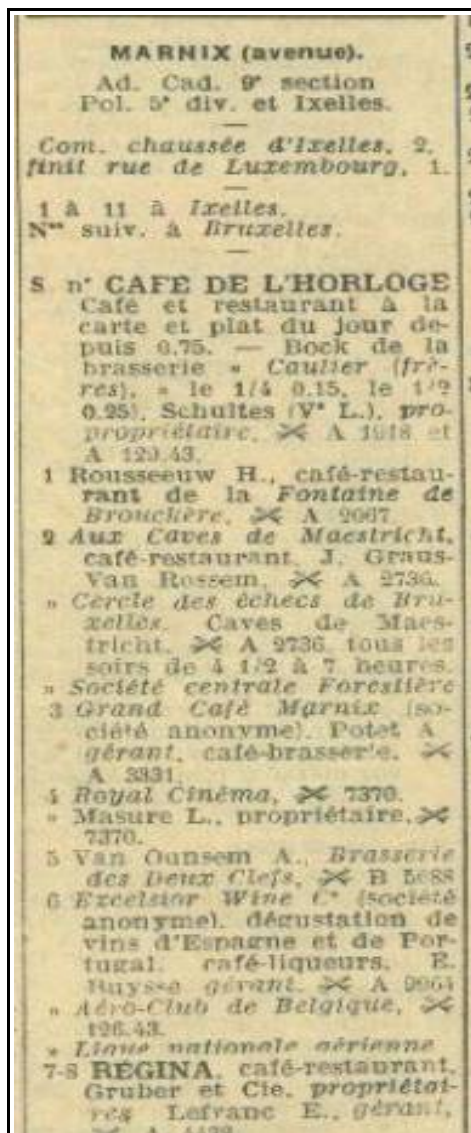 MARNIX (avenue).
Ad. Cad. 9e section
Pol. 5e div. et Ixelles.
Com. chaussée d'Ixelles, 2,
finit rue de Luxembourg, 1.
1 à 11 à Ixelles.
Nos suiv. à Bruxelles.
S n° CAFE DE L'HORLOGE
Café et restaurant à la
carte et plat du jour de-
puis 0.75. — Bock de la
brasserie « Caulier (frè-
res), » le 1/4 0.15, le 1/2
0.25), Schultes (Ve L.), pro-
propriétaire, A 1918 et
A 129.43.
1 Rousseeuw H., café-restau-
rant de la Fontaine de
Brouckère, A 2067
2 Aux Caves de Maestricht,
café-restaurant, J. Graus-
Van Rossem, A 2736.
» Cercle des échecs de Bru-
xelles. Caves de Maes-
tricht. A 2736, tous les
soirs de 4 1/2 à 7 heures.
» Société centrale Forestière
3 Grand Café Marnix (so-
ciété anonyme). Potet A
gérant, café-brasser'e,
A 3331.
4 Royal Cinéma, 7370.
» Masure L., propriétaire,
7370.
5 Van Ounsem A., Brasserie
des Deux Clefs, B 5688
6 Excelsior Wine C° (société
anonyme), dégustation de
vins d'Espagne et de Por-
tugal, café-liqueurs. E.
Buysse gérant. A 9964
» Aéro-Club de Belgique,
126.43.
» Ligue nationale aérienne
7-8 REGINA, café-restaurant,
Gruber et Cie, propriétai-
res Lefranc E., gérant,